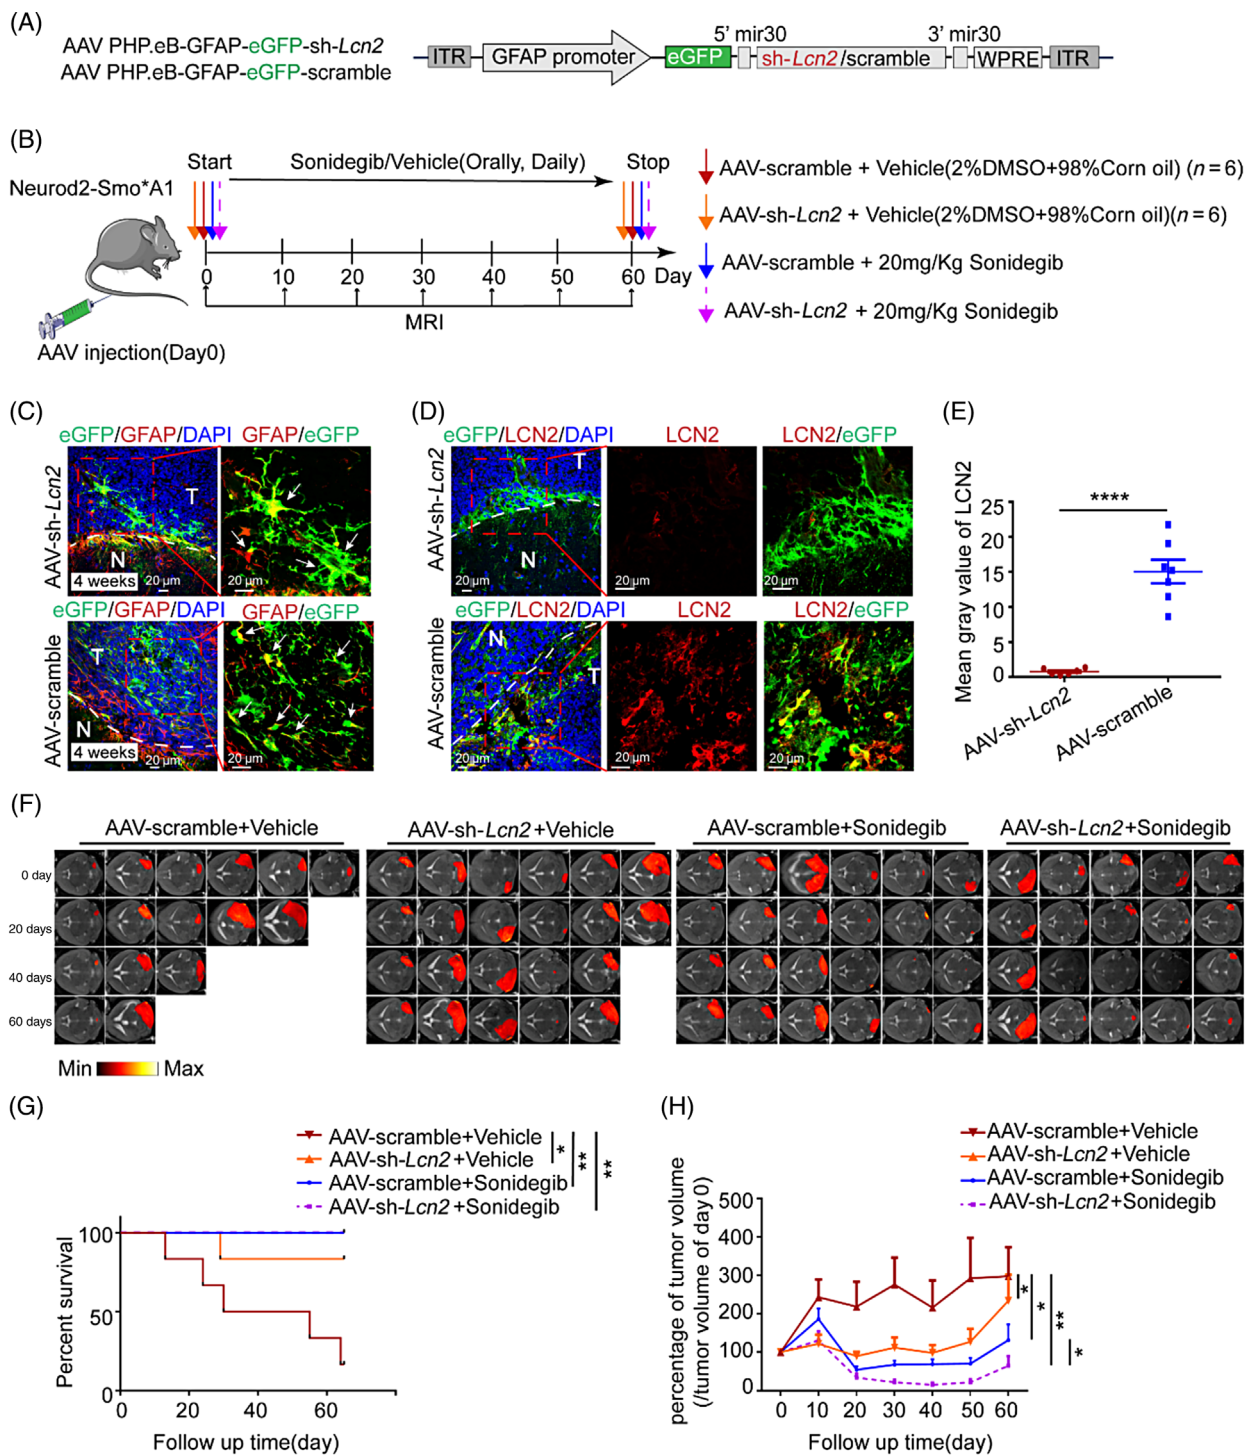 (A)
AAV PHP.eB-GFAP-eGFP-sh-Lcn2
AAV PHP.eB-GFAP-eGFP-scramble
5' mir30 3' mir30
ITR GFAP promoter eGFP sh-Lcn2/scramble WPRE ITR
(B)
Neurod2-Smo*A1
Start Sonidegib/Vehicle(Orally, Daily) Stop
0 10 20 30 40 50 60 Day
MRI
AAV injection(Day0)
AAV-scramble + Vehicle(2%DMSO+98%Corn oil) (n=6)
AAV-sh-Lcn2 + Vehicle(2%DMSO+98%Corn oil)(n=6)
AAV-scramble + 20mg/Kg Sonidegib
AAV-sh-Lcn2 + 20mg/Kg Sonidegib
(C)
eGFP/GFAP/DAPI GFAP/eGFP
AAV-sh-Lcn2
T
N
4 weeks 20 µm 20 µm
eGFP/GFAP/DAPI GFAP/eGFP
AAV-scramble
T
N
4 weeks 20 µm 20 µm
(D)
eGFP/LCN2/DAPI LCN2 LCN2/eGFP
AAV-sh-Lcn2
T
N
20 µm 20 µm 20 µm
eGFP/LCN2/DAPI LCN2 LCN2/eGFP
AAV-scramble
N
T
20 µm 20 µm 20 µm
(E)
Mean gray value of LCN2
****
25
20
15
10
5
0
AAV-sh-Lcn2 AAV-scramble
(F)
AAV-scramble+Vehicle AAV-sh-Lcn2+Vehicle AAV-scramble+Sonidegib AAV-sh-Lcn2+Sonidegib
0 day
20 days
40 days
60 days
Min Max
(G)
AAV-scramble+Vehicle
AAV-sh-Lcn2+Vehicle
AAV-scramble+Sonidegib
AAV-sh-Lcn2+Sonidegib
* ** **
Percent survival
100
50
0
0 20 40 60
Follow up time(day)
(H)
AAV-scramble+Vehicle
AAV-sh-Lcn2+Vehicle
AAV-scramble+Sonidegib
AAV-sh-Lcn2+Sonidegib
percentage of tumor volume
(/tumor volume of day0)
500
400
300
200
100
0
* * ** *
0 10 20 30 40 50 60
Follow up time(day)